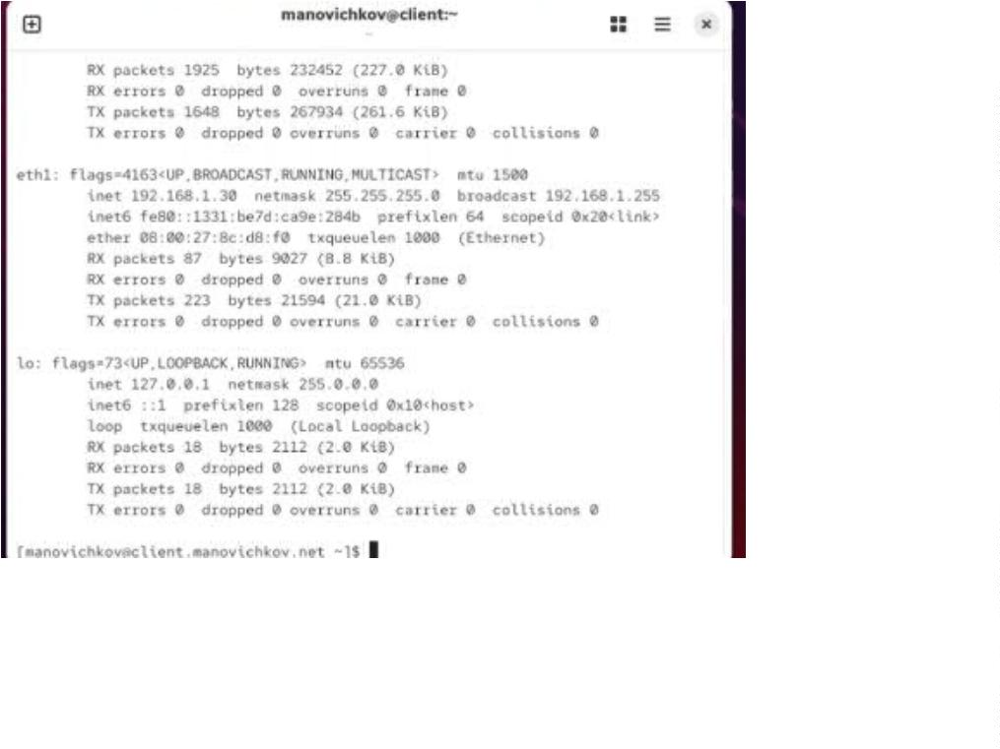 manovichkov@client:~
~
RX packets 1925  bytes 232452 (227.0 KiB)
RX errors 0  dropped 0  overruns 0  frame 0
TX packets 1648  bytes 267934 (261.6 KiB)
TX errors 0  dropped 0 overruns 0  carrier 0  collisions 0
eth1: flags=4163<UP,BROADCAST,RUNNING,MULTICAST>  mtu 1500
inet 192.168.1.30  netmask 255.255.255.0  broadcast 192.168.1.255
inet6 fe80::1331:be7d:ca9e:284b  prefixlen 64  scopeid 0x20<link>
ether 08:00:27:8c:d8:f0  txqueuelen 1000  (Ethernet)
RX packets 87  bytes 9027 (8.8 KiB)
RX errors 0  dropped 0  overruns 0  frame 0
TX packets 223  bytes 21594 (21.0 KiB)
TX errors 0  dropped 0 overruns 0  carrier 0  collisions 0
lo: flags=73<UP,LOOPBACK,RUNNING>  mtu 65536
inet 127.0.0.1  netmask 255.0.0.0
inet6 ::1  prefixlen 128  scopeid 0x10<host>
loop  txqueuelen 1000  (Local Loopback)
RX packets 18  bytes 2112 (2.0 KiB)
RX errors 0  dropped 0  overruns 0  frame 0
TX packets 18  bytes 2112 (2.0 KiB)
TX errors 0  dropped 0 overruns 0  carrier 0  collisions 0
[manovichkov@client.manovichkov.net ~]$